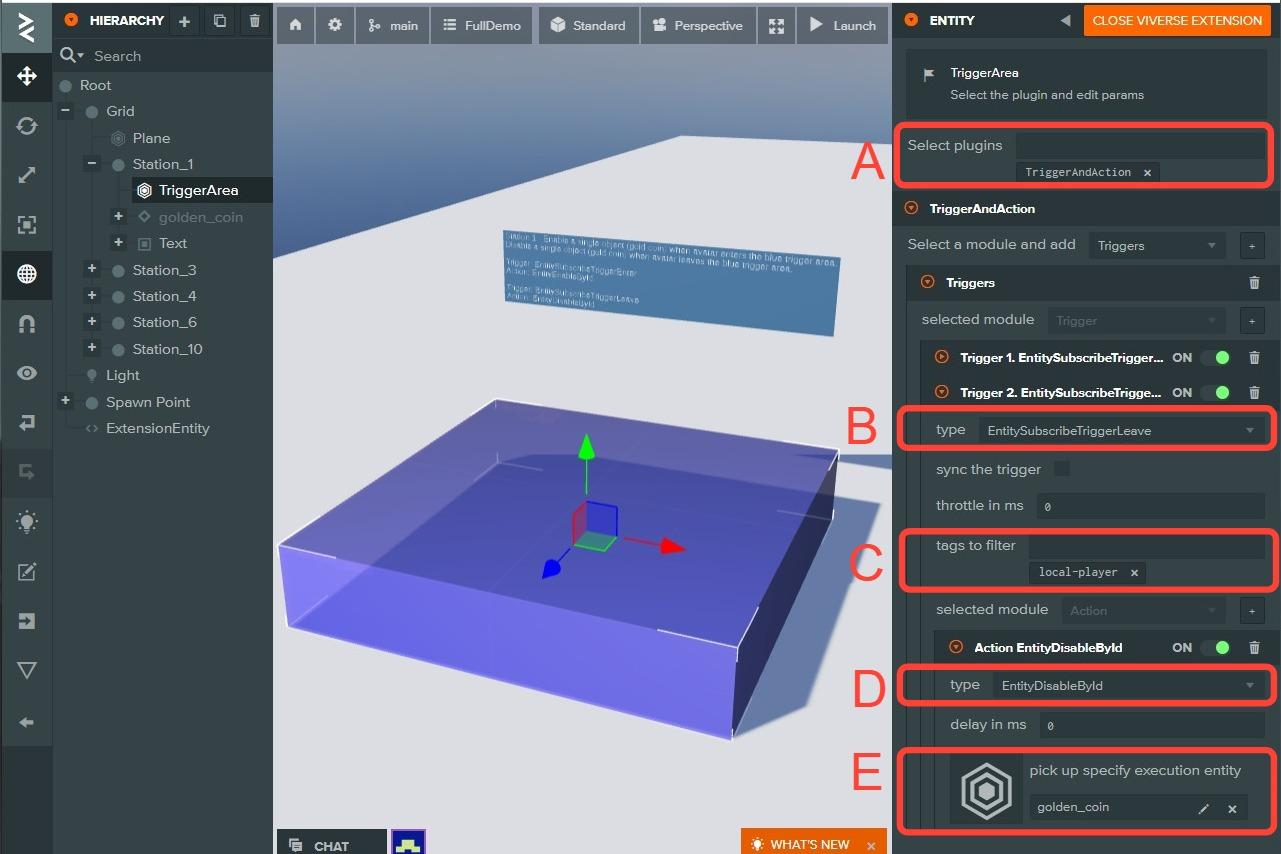 HIERARCHY
Search
Root
Grid
Plane
Station_1
TriggerArea
golden_coin
Text
Station_3
Station_4
Station_6
Station_10
Light
Spawn Point
ExtensionEntity
main
FullDemo
Standard
Perspective
Launch
Station 1 Enable a single object (gold coin) when avatar enters the blue trigger area.
Disable a single object (gold coin) when avatar leaves the blue trigger area.
Trigger: EntitySubscribeTriggerEnter
Action: EntityEnableById
Trigger: EntitySubscribeTriggerLeave
Action: EntityDisableById
CHAT
WHAT'S NEW
ENTITY
CLOSE VIVERSE EXTENSION
TriggerArea
Select the plugin and edit params
A
Select plugins
TriggerAndAction
TriggerAndAction
Select a module and add Triggers
Triggers
selected module Trigger
Trigger 1. EntitySubscribeTrigger... ON
Trigger 2. EntitySubscribeTrigge... ON
B
type EntitySubscribeTriggerLeave
sync the trigger
throttle in ms 0
C
tags to filter
local-player
selected module Action
Action EntityDisableById ON
D
type EntityDisableById
delay in ms 0
E
pick up specify execution entity
golden_coin